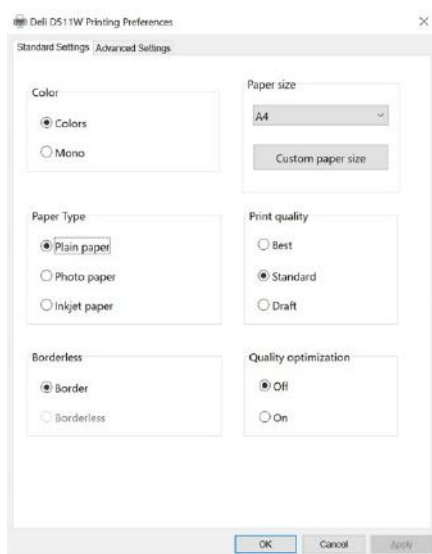 Deli D511W Printing Preferences
Standard Settings Advanced Settings
Color
Colors
Mono
Paper size
A4
Custom paper size
Paper Type
Plain paper
Photo paper
Inkjet paper
Print quality
Best
Standard
Draft
Borderless
Border
Borderless
Quality optimization
Off
On
OK Cancel Apply